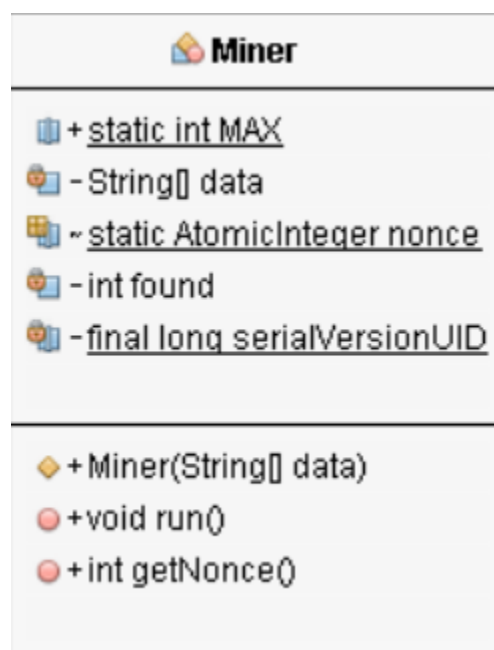 Miner
+ static int MAX
- String[] data
~ static AtomicInteger nonce
- int found
- final long serialVersionUID
+ Miner(String[] data)
+ void run()
+ int getNonce()